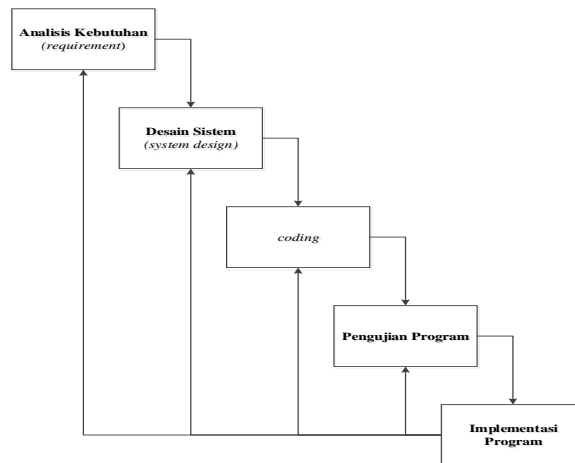 Analisis Kebutuhan
(requirement)
Desain Sistem
(system design)
coding
Pengujian Program
Implementasi
Program